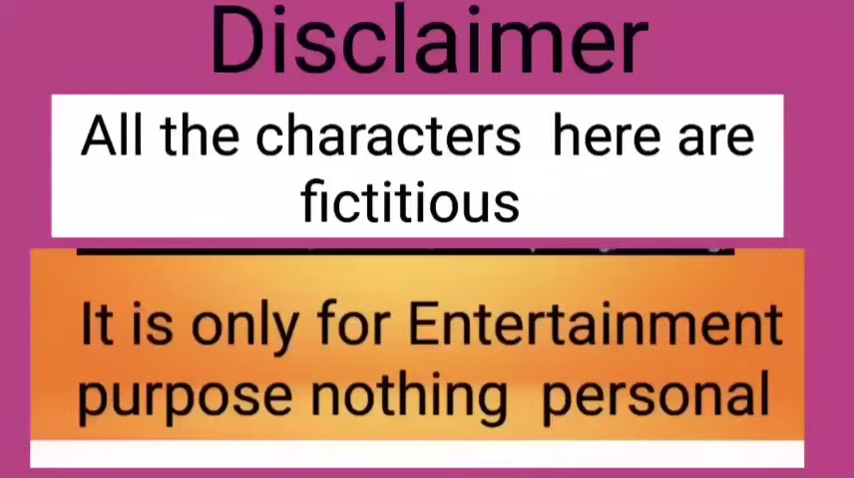 Disclaimer
All the characters here are
fictitious
It is only for Entertainment
purpose nothing personal